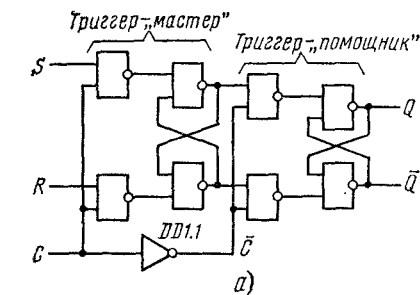 Триггер-„мастер"
Триггер-„помощник"
S
Q
R
Q̄
C
DD1.1
C̄
а)